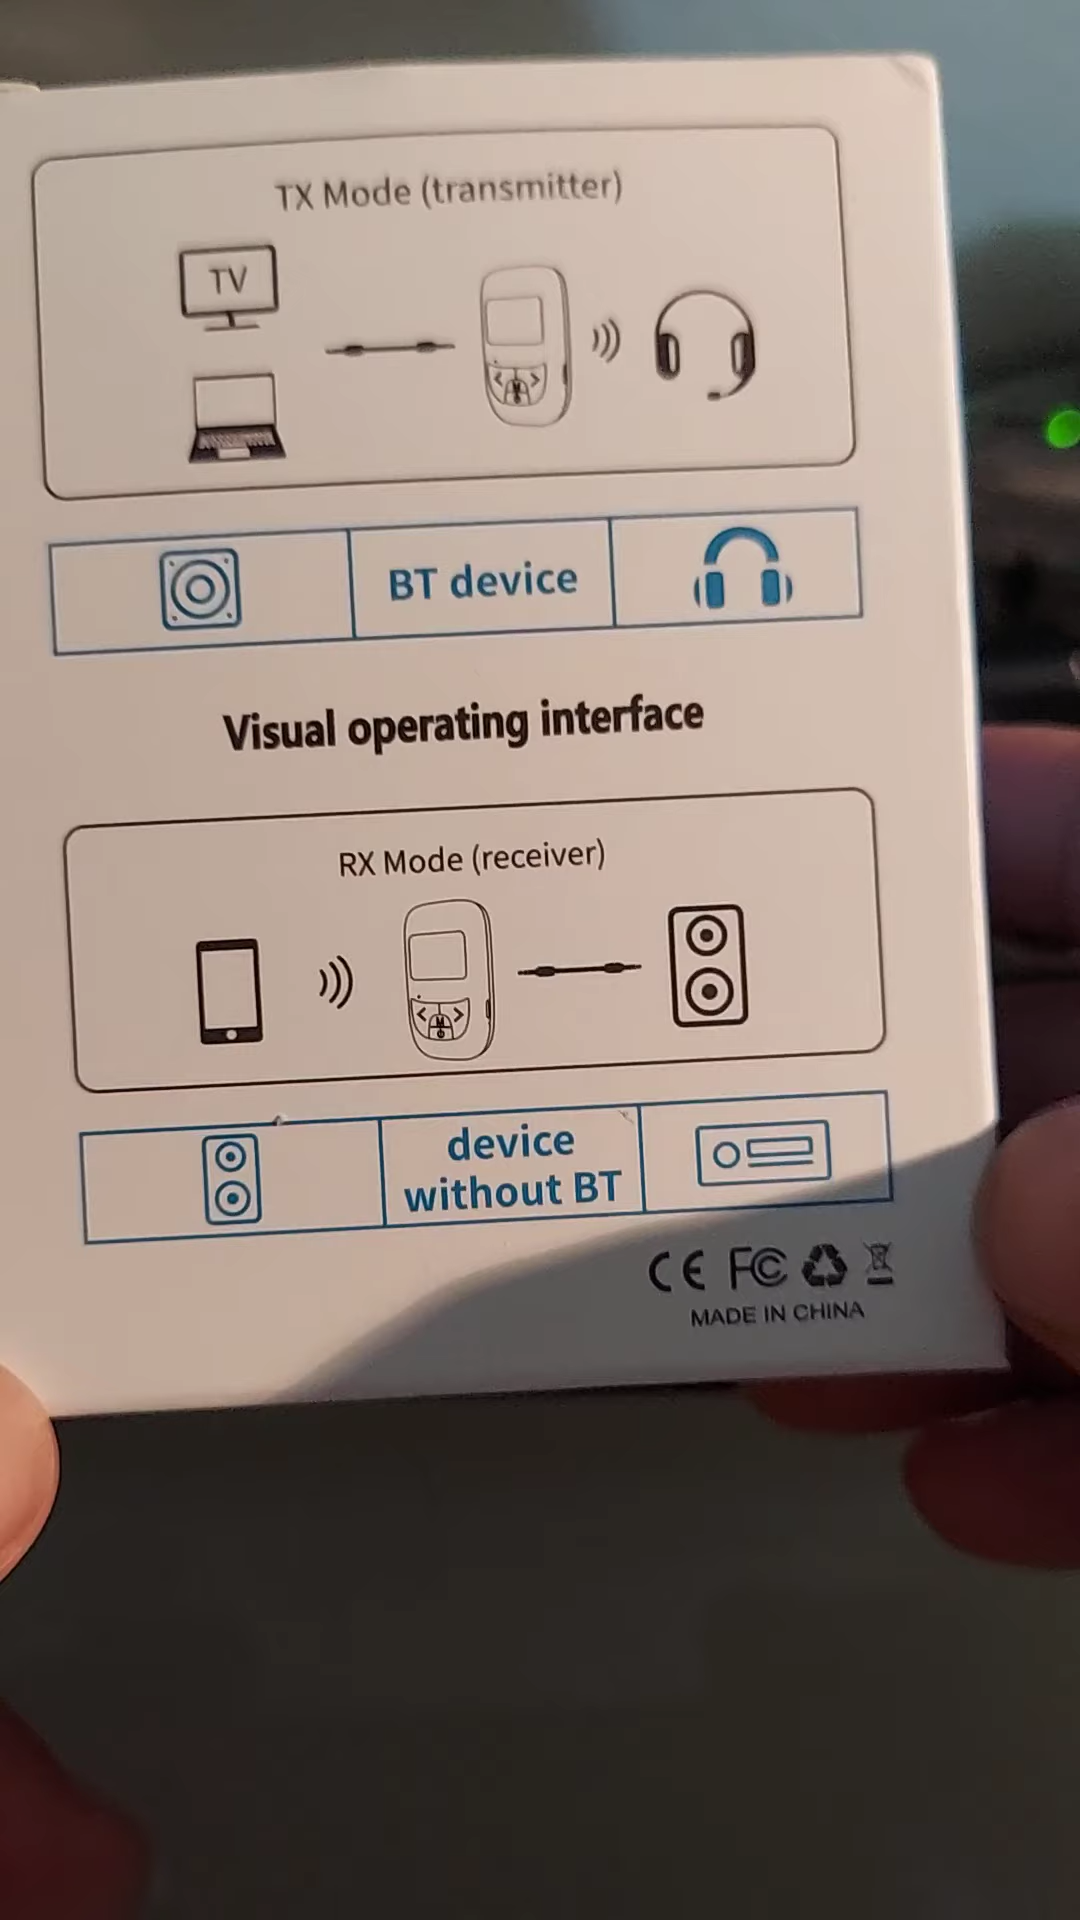 TX Mode (transmitter)
TV
BT device
Visual operating interface
RX Mode (receiver)
M
device
without BT
CE FC
MADE IN CHINA